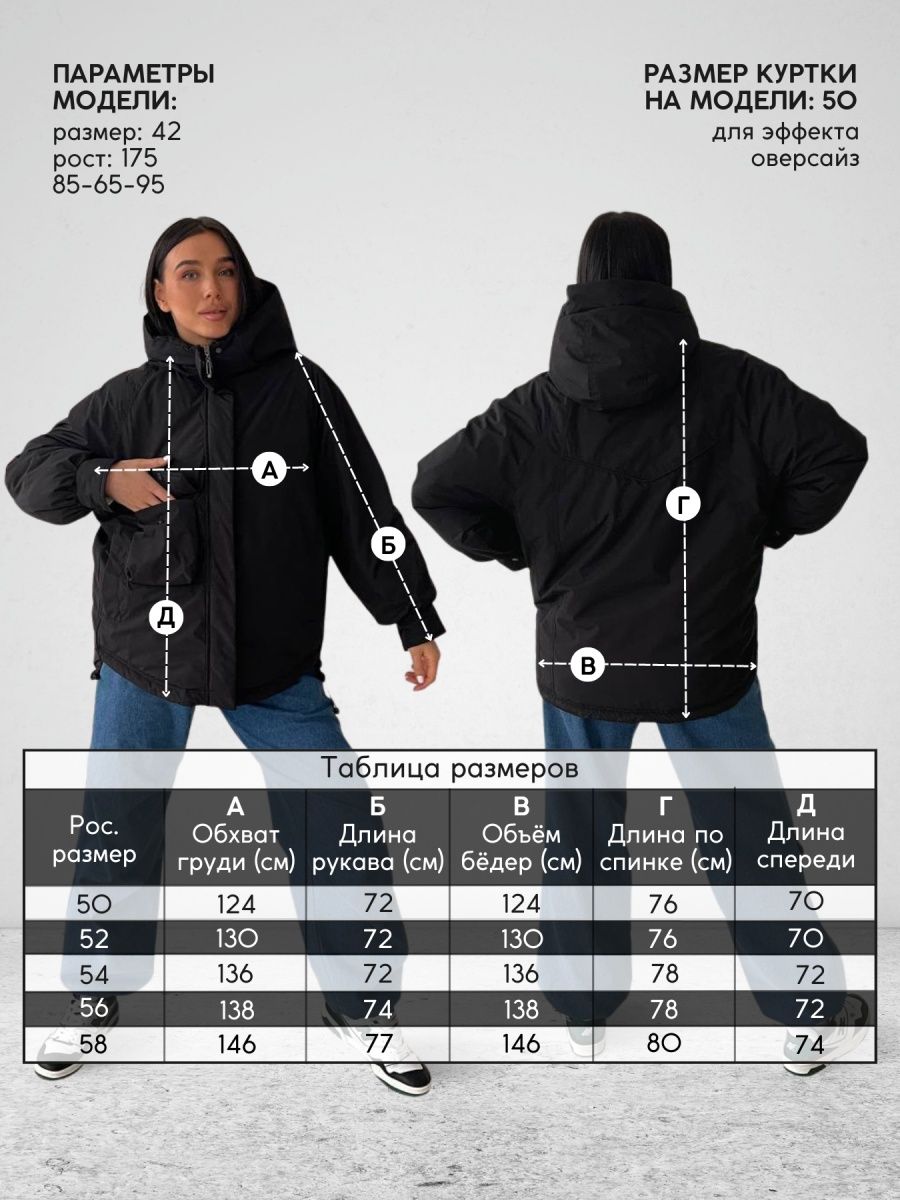 ПАРАМЕТРЫ
МОДЕЛИ:
размер: 42
рост: 175
85-65-95
РАЗМЕР КУРТКИ
НА МОДЕЛИ: 50
для эффекта
оверсайз
А
Б
Д
Г
В
Таблица размеров
Рос.
размер
А
Обхват
груди (см)
Б
Длина
рукава (см)
В
Объём
бёдер (см)
Г
Длина по
спинке (см)
Д
Длина
спереди
50 124 72 124 76 70
52 130 72 130 76 70
54 136 72 136 78 72
56 138 74 138 78 72
58 146 77 146 80 74